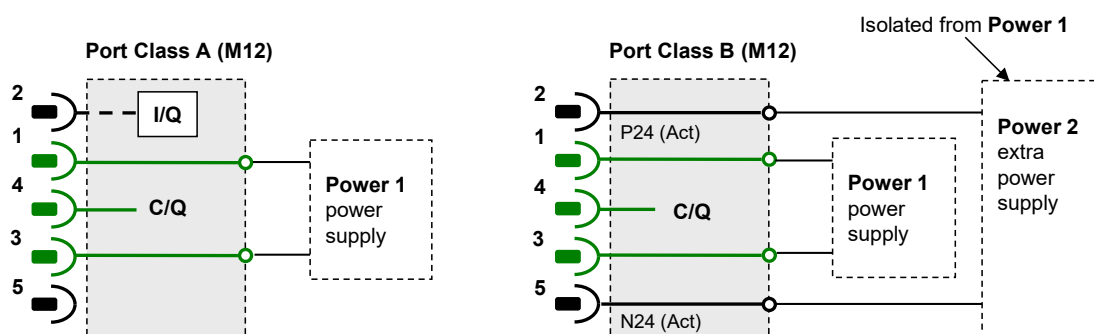 Isolated from Power 1
Port Class A (M12)
2
I/Q
1
4
C/Q
3
5
Power 1
power
supply
Port Class B (M12)
2
P24 (Act)
1
4
C/Q
3
5
N24 (Act)
Power 1
power
supply
Power 2
extra
power
supply